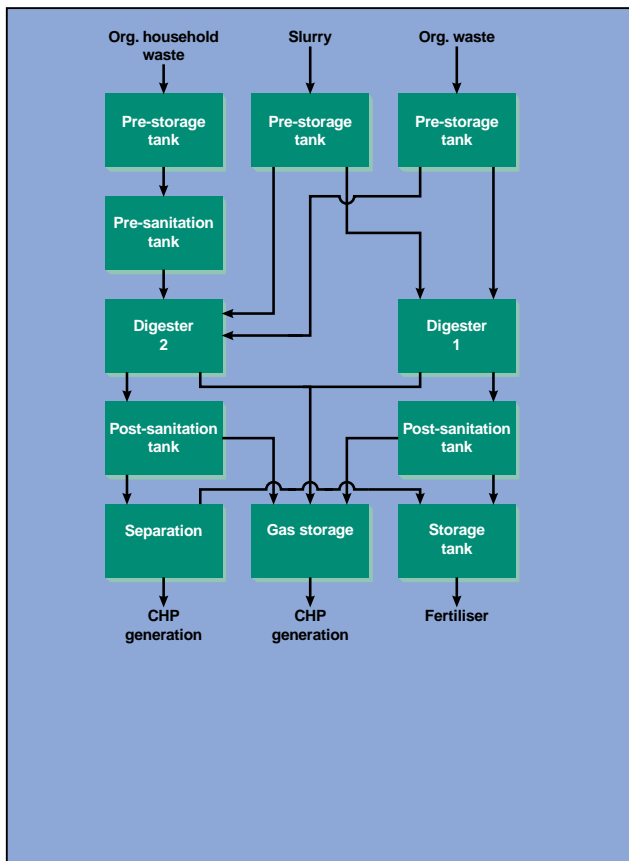 Org. household
waste
Slurry
Org. waste
Pre-storage
tank
Pre-storage
tank
Pre-storage
tank
Pre-sanitation
tank
Digester
2
Digester
1
Post-sanitation
tank
Post-sanitation
tank
Separation
Gas storage
Storage
tank
CHP
generation
CHP
generation
Fertiliser